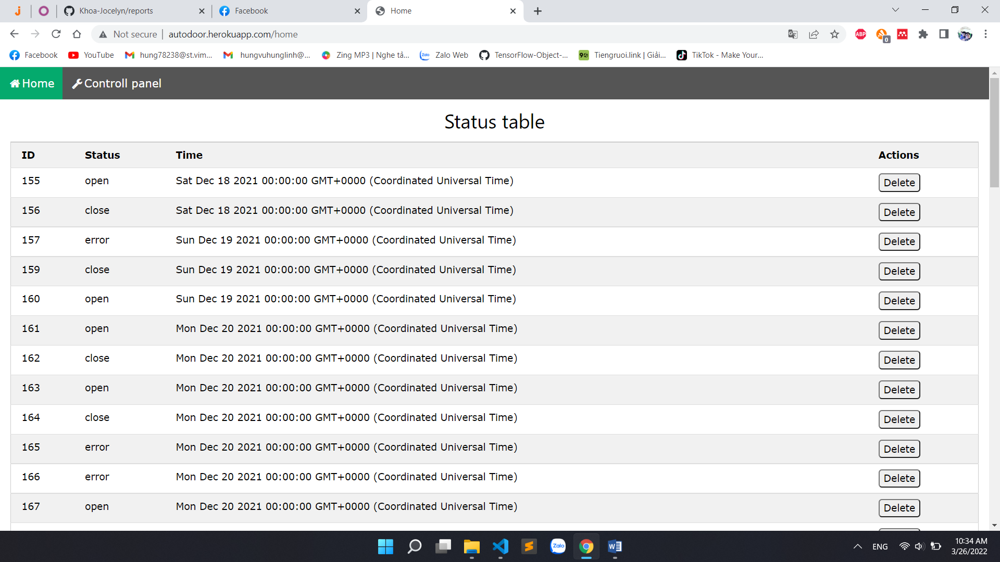 Khoa-Jocelyn/reports
Facebook
Home
Not secure
autodoor.herokuapp.com/home
ABP
0
Facebook
YouTube
hung78238@st.vim...
hungvuhunglinh@...
Zing MP3 | Nghe tả...
Zalo Web
TensorFlow-Object-...
Tiengruoi.link | Giải...
TikTok - Make Your...
Home
Controll panel
Status table
ID Status Time Actions
155 open Sat Dec 18 2021 00:00:00 GMT+0000 (Coordinated Universal Time) Delete
156 close Sat Dec 18 2021 00:00:00 GMT+0000 (Coordinated Universal Time) Delete
157 error Sun Dec 19 2021 00:00:00 GMT+0000 (Coordinated Universal Time) Delete
159 close Sun Dec 19 2021 00:00:00 GMT+0000 (Coordinated Universal Time) Delete
160 open Sun Dec 19 2021 00:00:00 GMT+0000 (Coordinated Universal Time) Delete
161 open Mon Dec 20 2021 00:00:00 GMT+0000 (Coordinated Universal Time) Delete
162 close Mon Dec 20 2021 00:00:00 GMT+0000 (Coordinated Universal Time) Delete
163 open Mon Dec 20 2021 00:00:00 GMT+0000 (Coordinated Universal Time) Delete
164 close Mon Dec 20 2021 00:00:00 GMT+0000 (Coordinated Universal Time) Delete
165 error Mon Dec 20 2021 00:00:00 GMT+0000 (Coordinated Universal Time) Delete
166 error Mon Dec 20 2021 00:00:00 GMT+0000 (Coordinated Universal Time) Delete
167 open Mon Dec 20 2021 00:00:00 GMT+0000 (Coordinated Universal Time) Delete
Zalo
ENG
10:34 AM
3/26/2022